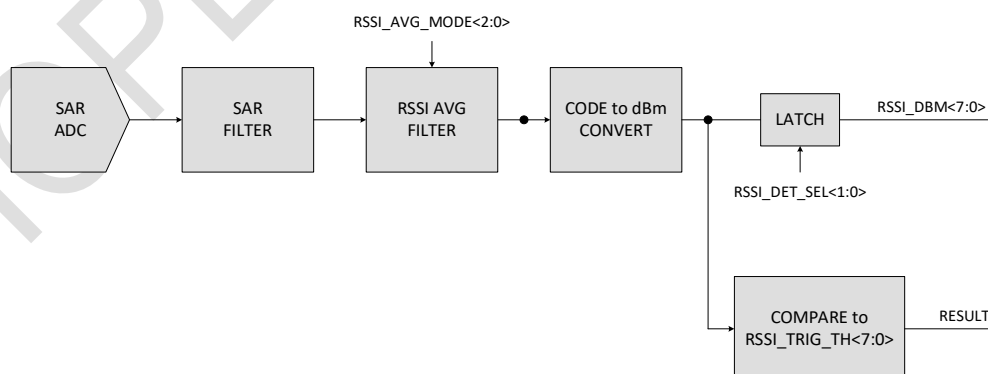 RSSI_AVG_MODE<2:0>
SAR
ADC
SAR
FILTER
RSSI AVG
FILTER
CODE to dBm
CONVERT
LATCH
RSSI_DBM<7:0>
RSSI_DET_SEL<1:0>
COMPARE to
RSSI_TRIG_TH<7:0>
RESULT